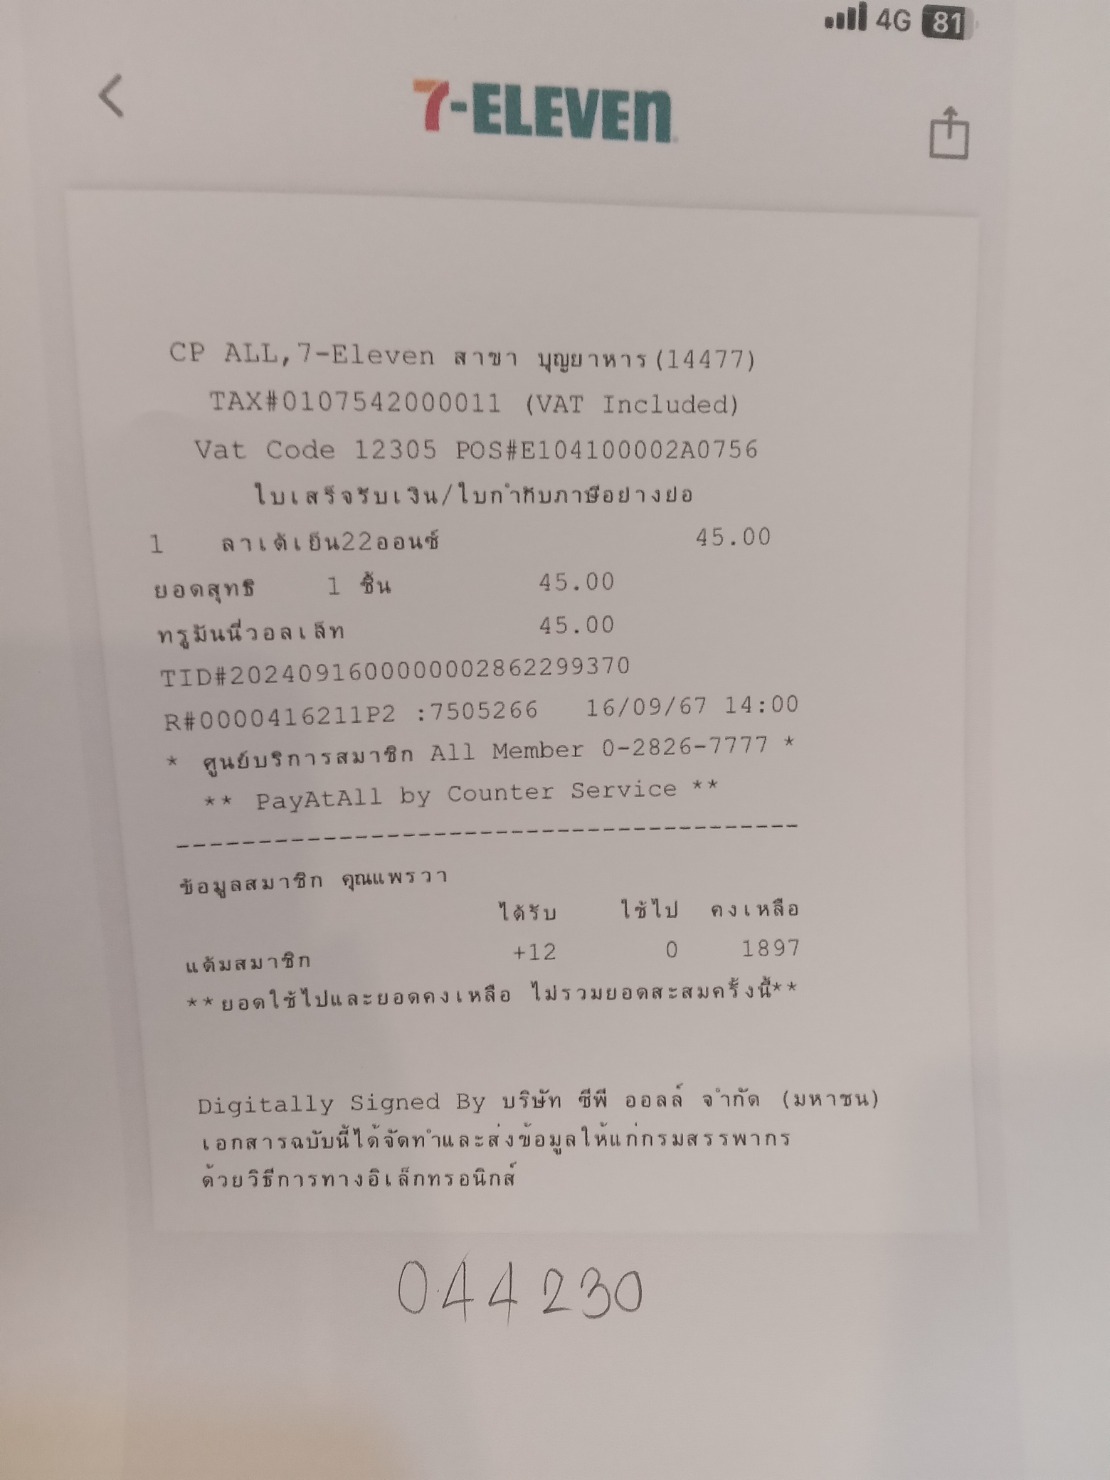 4G 81
7-ELEVEN
CP ALL,7-Eleven สาขา บุญยาหาร(14477)
TAX#0107542000011 (VAT Included)
Vat Code 12305 POS#E104100002A0756
ใบเสร็จรับเงิน/ใบกำกับภาษีอย่างย่อ
1 ลาเต้เย็น22ออนซ์ 45.00
ยอดสุทธิ 1 ชิ้น 45.00
ทรูมันนี่วอลเล็ท 45.00
TID#2024091600000002862299370
R#0000416211P2 :7505266 16/09/67 14:00
* ศูนย์บริการสมาชิก All Member 0-2826-7777 *
** PayAtAll by Counter Service **
---------------------------------------
ข้อมูลสมาชิก คุณแพรวา
ได้รับ ใช้ไป คงเหลือ
แต้มสมาชิก +12 0 1897
**ยอดใช้ไปและยอดคงเหลือ ไม่รวมยอดสะสมครั้งนี้**
Digitally Signed By บริษัท ซีพี ออลล์ จำกัด (มหาชน)
เอกสารฉบับนี้ได้จัดทำและส่งข้อมูลให้แก่กรมสรรพากร
ด้วยวิธีการทางอิเล็กทรอนิกส์
044230